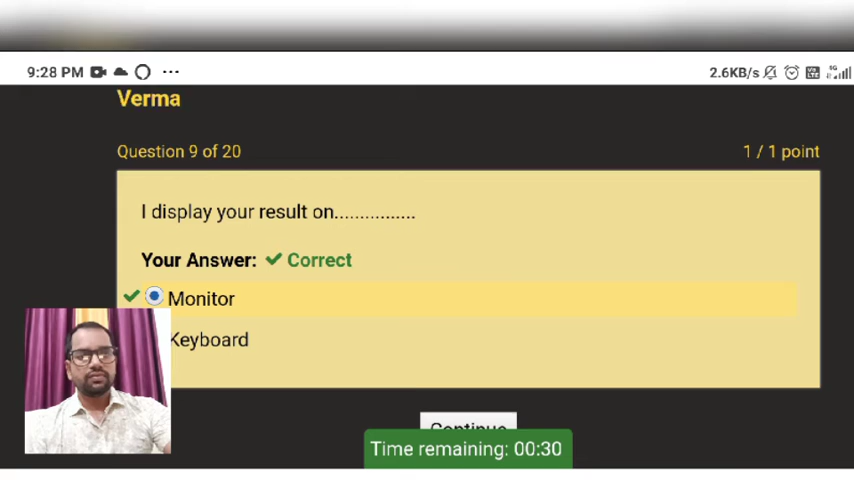 9:28 PM ...
2.6KB/s
Verma
Question 9 of 20
1 / 1 point
I display your result on...............
Your Answer: ✔ Correct
Monitor
Keyboard
Continue
Time remaining: 00:30